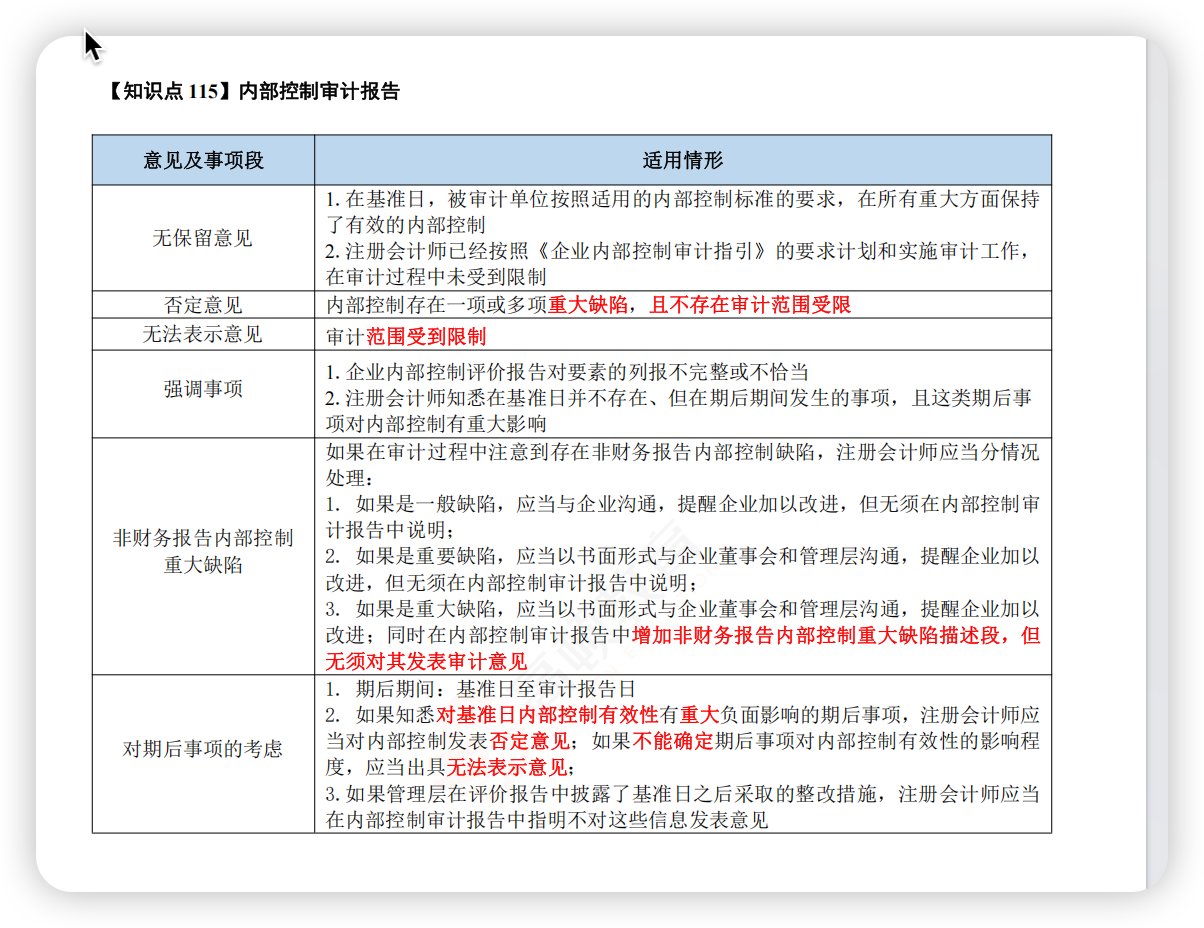 【知识点 115】内部控制审计报告
意见及事项段
适用情形
无保留意见
1. 在基准日，被审计单位按照适用的内部控制标准的要求，在所有重大方面保持
了有效的内部控制
2. 注册会计师已经按照《企业内部控制审计指引》的要求计划和实施审计工作，
在审计过程中未受到限制
否定意见
内部控制存在一项或多项重大缺陷，且不存在审计范围受限
无法表示意见
审计范围受到限制
强调事项
1. 企业内部控制评价报告对要素的列报不完整或不恰当
2. 注册会计师知悉在基准日并不存在、但在期后期间发生的事项，且这类期后事
项对内部控制有重大影响
非财务报告内部控制
重大缺陷
如果在审计过程中注意到存在非财务报告内部控制缺陷，注册会计师应当分情况
处理：
1. 如果是一般缺陷，应当与企业沟通，提醒企业加以改进，但无须在内部控制审
计报告中说明；
2. 如果是重要缺陷，应当以书面形式与企业董事会和管理层沟通，提醒企业加以
改进，但无须在内部控制审计报告中说明；
3. 如果是重大缺陷，应当以书面形式与企业董事会和管理层沟通，提醒企业加以
改进；同时在内部控制审计报告中增加非财务报告内部控制重大缺陷描述段，但
无须对其发表审计意见
对期后事项的考虑
1. 期后期间：基准日至审计报告日
2. 如果知悉对基准日内部控制有效性有重大负面影响的期后事项，注册会计师应
当对内部控制发表否定意见；如果不能确定期后事项对内部控制有效性的影响程
度，应当出具无法表示意见；
3. 如果管理层在评价报告中披露了基准日之后采取的整改措施，注册会计师应当
在内部控制审计报告中指明不对这些信息发表意见